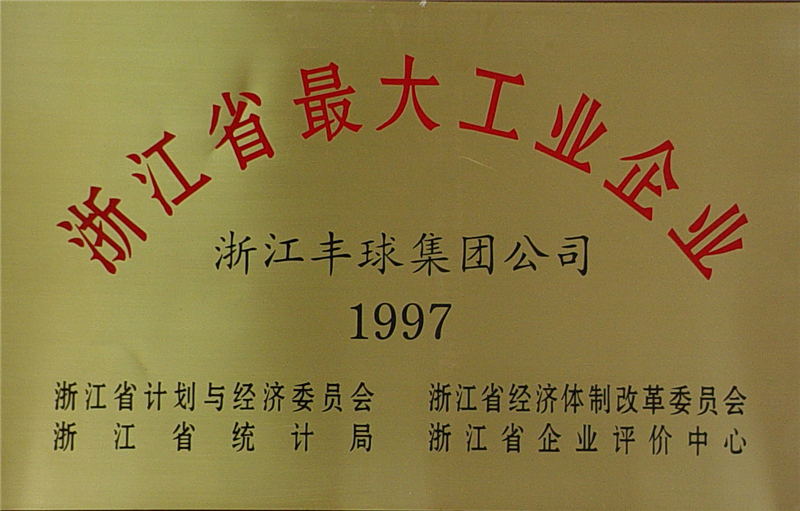 浙江省最大工业企业
浙江丰球集团公司
1997
浙江省计划与经济委员会 浙江省经济体制改革委员会
浙江省统计局 浙江省企业评价中心